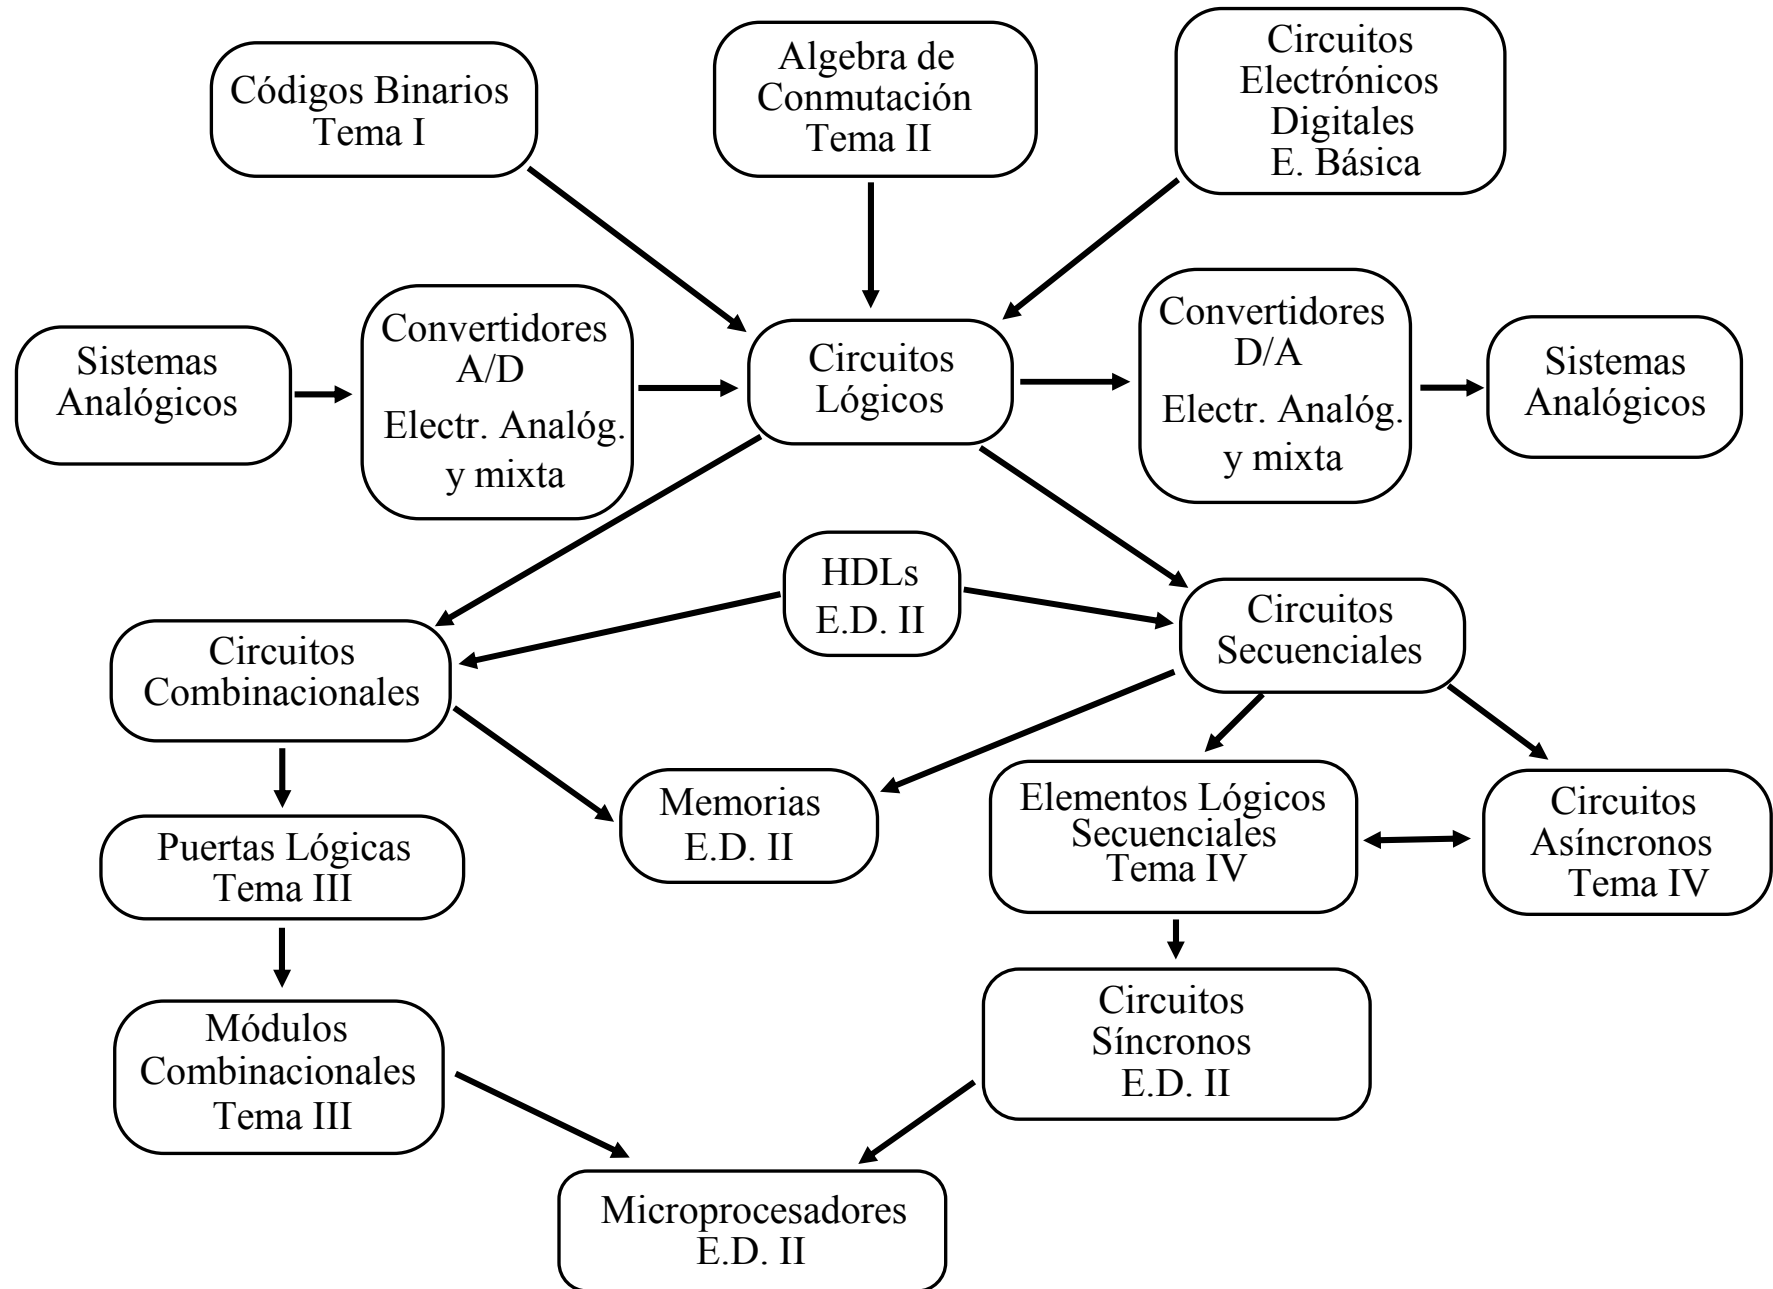 Códigos Binarios
Tema I
Algebra de
Conmutación
Tema II
Circuitos
Electrónicos
Digitales
E. Básica
Sistemas
Analógicos
Convertidores
A/D
Electr. Analóg.
y mixta
Circuitos
Lógicos
Convertidores
D/A
Electr. Analóg.
y mixta
Sistemas
Analógicos
HDLs
E.D. II
Circuitos
Combinacionales
Circuitos
Secuenciales
Puertas Lógicas
Tema III
Memorias
E.D. II
Elementos Lógicos
Secuenciales
Tema IV
Circuitos
Asíncronos
Tema IV
Módulos
Combinacionales
Tema III
Circuitos
Síncronos
E.D. II
Microprocesadores
E.D. II